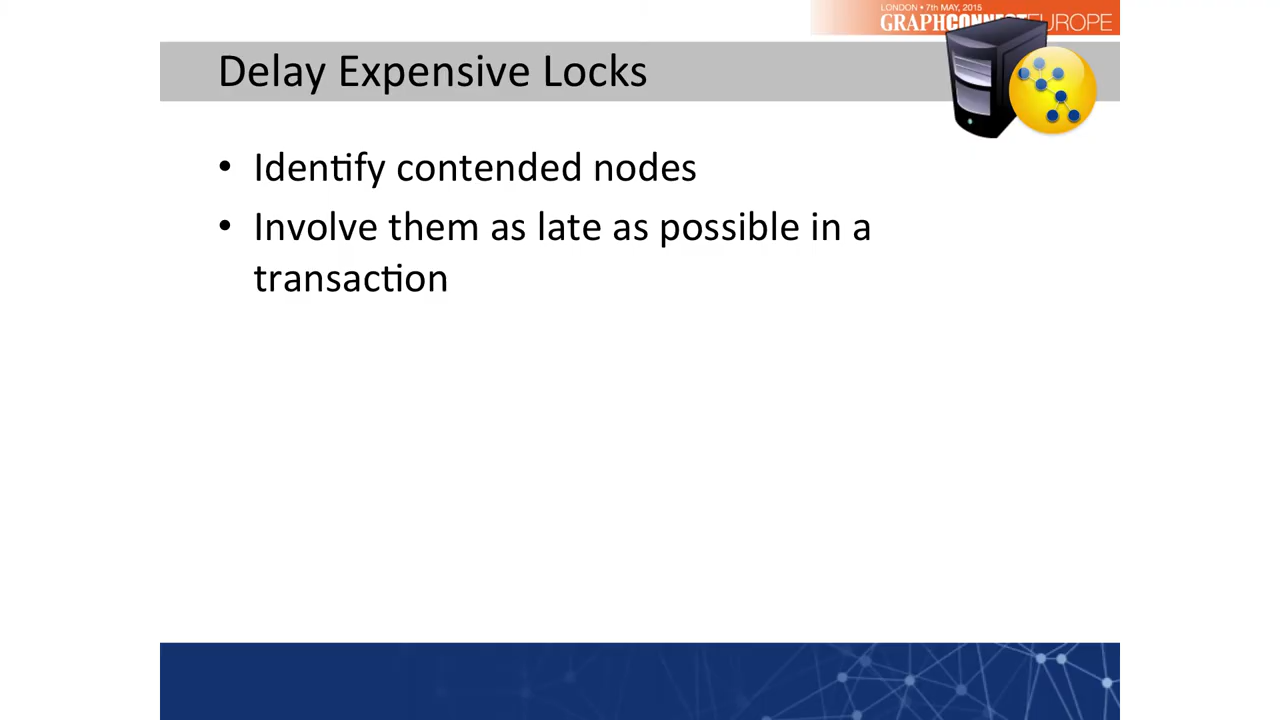 LONDON • 7th MAY, 2015
GRAPHCONNECT EUROPE
Delay Expensive Locks
• Identify contended nodes
• Involve them as late as possible in a
transaction